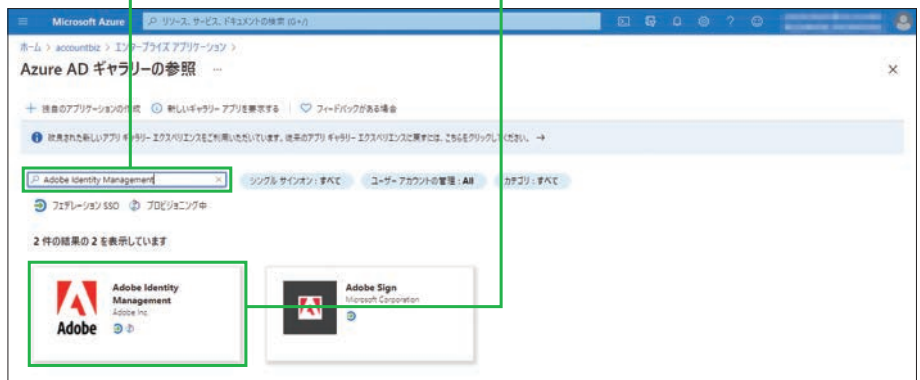 Microsoft Azure
リソース、サービス、ドキュメントの検索 (G+/)
ホーム > accountbiz > エンタープライズ アプリケーション >
Azure AD ギャラリーの参照 …
+ 独自のアプリケーションの作成 新しいギャラリー アプリを要求する フィードバックがある場合
改良された新しいアプリ ギャラリー エクスペリエンスをご利用いただいています。従来のアプリ ギャラリー エクスペリエンスに戻すには、こちらをクリックしてください。 →
Adobe Identity Management シングル サインオン : すべて ユーザー アカウントの管理 : All カテゴリ : すべて
フェデレーション SSO プロビジョニング中
2 件の結果の 2 を表示しています
Adobe Identity
Management
Adobe Inc.
Adobe
Adobe Sign
Microsoft Corporation